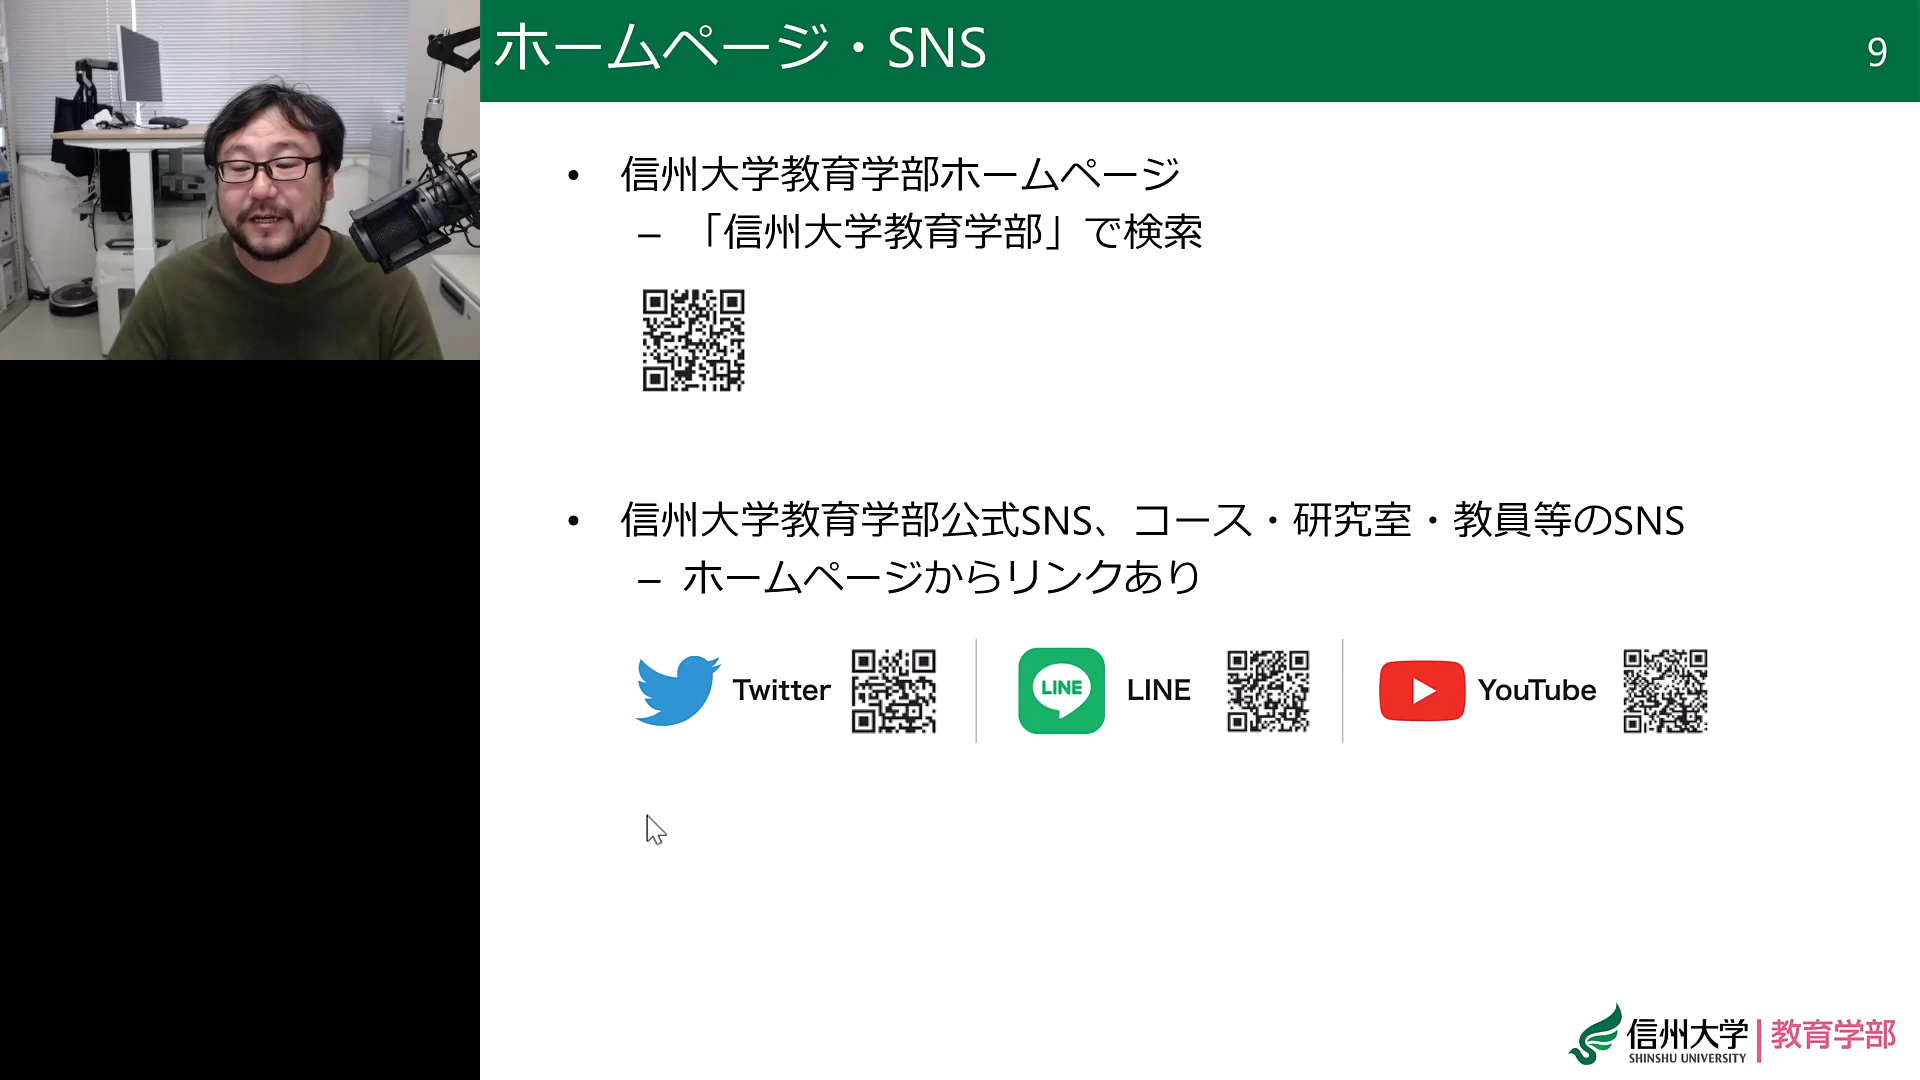 ホームページ・SNS
9
• 信州大学教育学部ホームページ
– 「信州大学教育学部」で検索
• 信州大学教育学部公式SNS、コース・研究室・教員等のSNS
– ホームページからリンクあり
Twitter
LINE
LINE
YouTube
信州大学
SHINSHU UNIVERSITY
教育学部